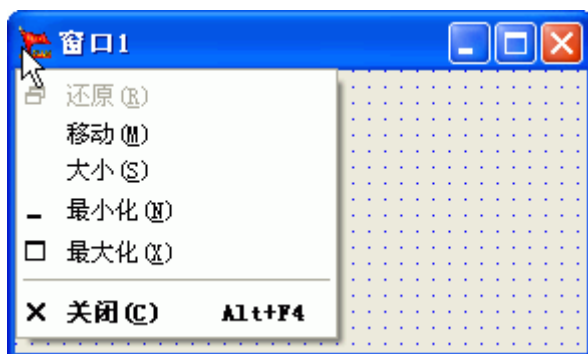 窗口1
还原(R)
移动(M)
大小(S)
最小化(N)
最大化(X)
关闭(C) Alt+F4